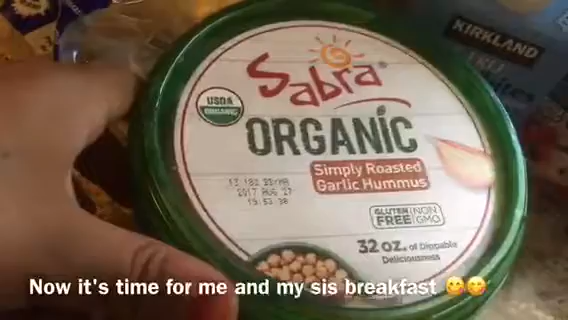 KIRKLAND
Sabra
USDA
ORGANIC
ORGANIC
Simply Roasted
Garlic Hummus
2017 AUG 27
GLUTEN FREE NON GMO
32 oz. of Dippable
Deliciousness
Now it's time for me and my sis breakfast 😋😋